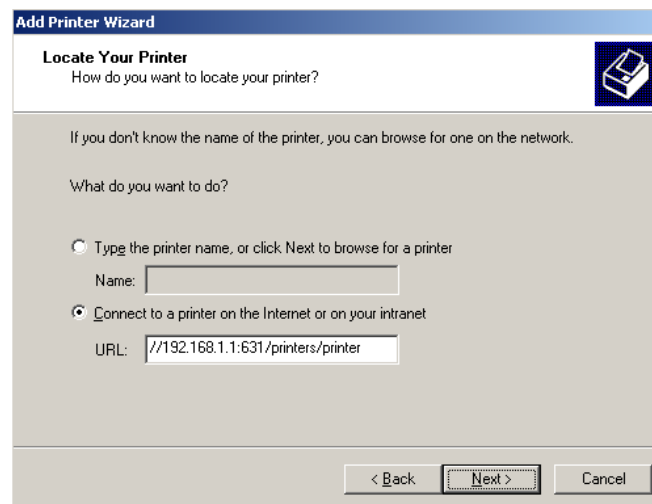 Add Printer Wizard
Locate Your Printer
How do you want to locate your printer?
If you don't know the name of the printer, you can browse for one on the network.
What do you want to do?
Type the printer name, or click Next to browse for a printer
Name:
Connect to a printer on the Internet or on your intranet
URL: //192.168.1.1:631/printers/printer
< Back Next > Cancel